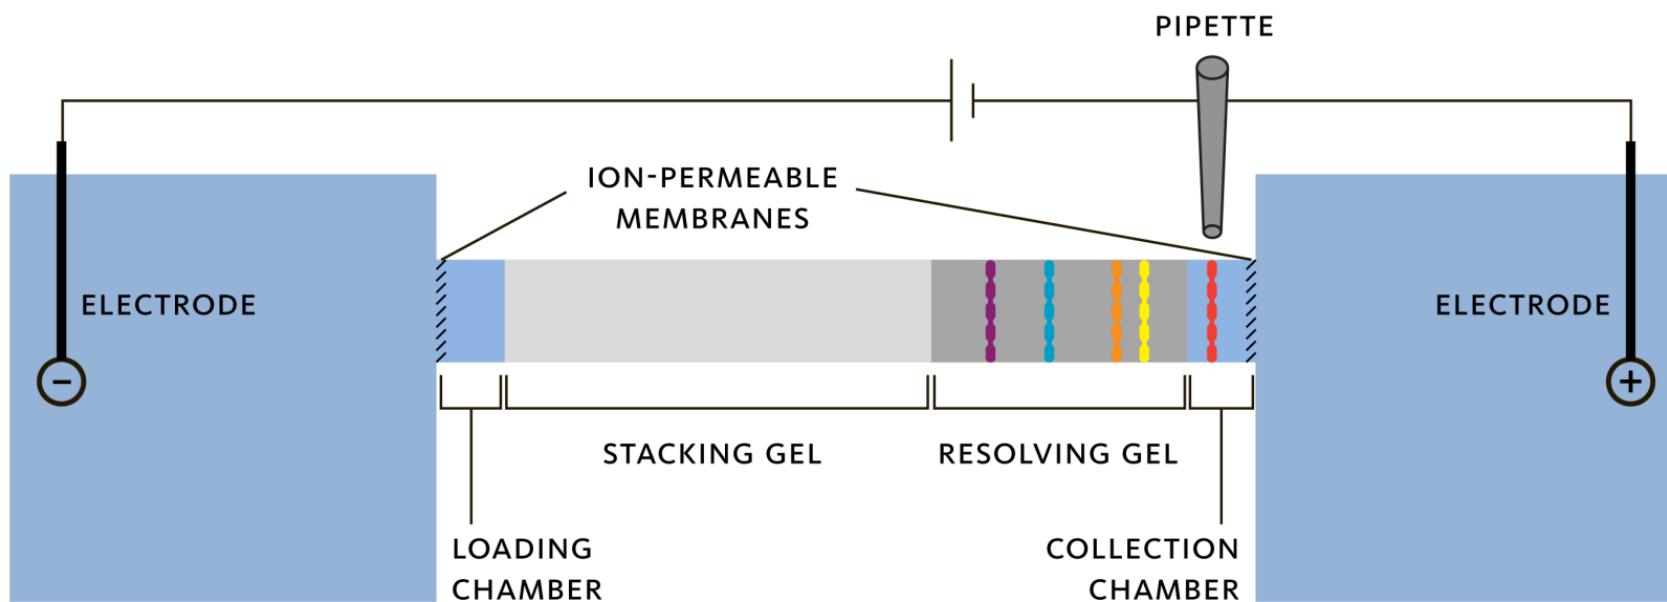 PIPETTE
ION-PERMEABLE
MEMBRANES
ELECTRODE
ELECTRODE
−
+
STACKING GEL
RESOLVING GEL
LOADING
CHAMBER
COLLECTION
CHAMBER